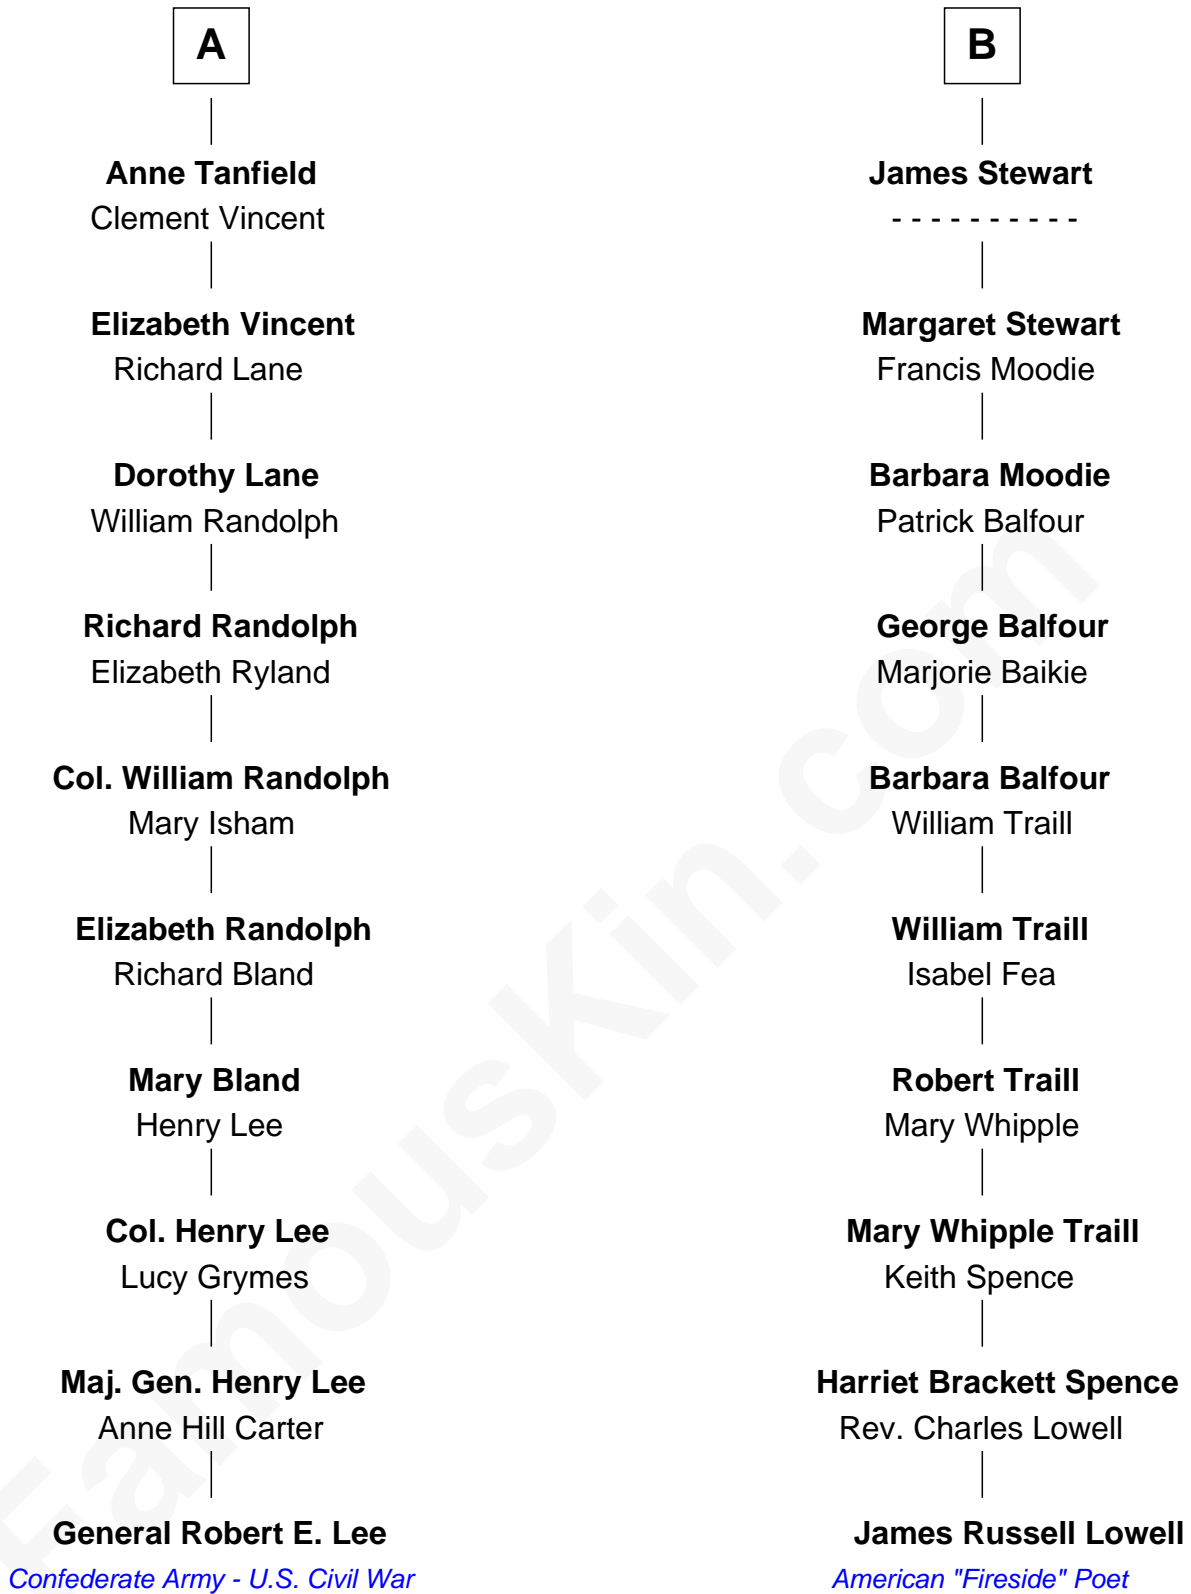 A
Anne Tanfield
Clement Vincent
Elizabeth Vincent
Richard Lane
Dorothy Lane
William Randolph
Richard Randolph
Elizabeth Ryland
Col. William Randolph
Mary Isham
Elizabeth Randolph
Richard Bland
Mary Bland
Henry Lee
Col. Henry Lee
Lucy Grymes
Maj. Gen. Henry Lee
Anne Hill Carter
General Robert E. Lee
Confederate Army - U.S. Civil War
B
James Stewart
- - - - - - - - - -
Margaret Stewart
Francis Moodie
Barbara Moodie
Patrick Balfour
George Balfour
Marjorie Baikie
Barbara Balfour
William Traill
William Traill
Isabel Fea
Robert Traill
Mary Whipple
Mary Whipple Traill
Keith Spence
Harriet Brackett Spence
Rev. Charles Lowell
James Russell Lowell
American "Fireside" Poet
FamousKin.com